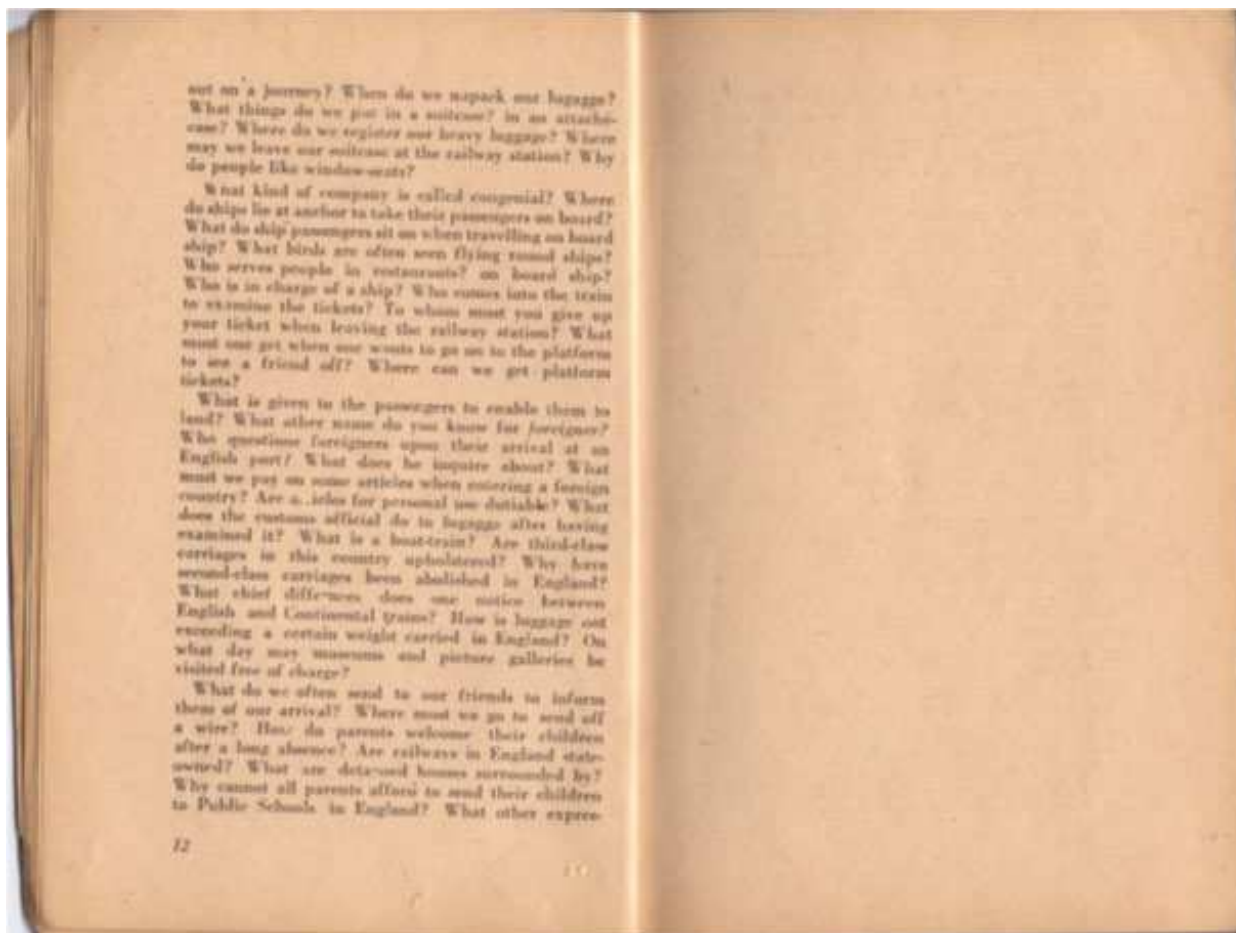 out on a journey? When do we unpack our luggage?
What things do we put in a suitcase? in an attaché-
case? Where do we register our heavy luggage? Where
may we leave our suitcase at the railway station? Why
do people like window-seats?
What kind of company is called congenial? Where
do ships lie at anchor to take their passengers on board?
What do ship passengers sit on when travelling on board
ship? What birds are often seen flying round ships?
Who serves people in restaurants? on board ship?
Who is in charge of a ship? Who comes into the train
to examine the tickets? To whom must you give up
your ticket when leaving the railway station? What
must one get when one wants to go on to the platform
to see a friend off? Where can we get platform
tickets?
What is given to the passengers to enable them to
land? What other name do you know for foreigner?
Who questions foreigners upon their arrival at an
English port? What does he inquire about? What
must we pay on some articles when entering a foreign
country? Are a..icles for personal use dutiable? What
does the customs official do to luggage after having
examined it? What is a boat-train? Are third-class
carriages in this country upholstered? Why have
second-class carriages been abolished in England?
What chief differences does one notice between
English and Continental trains? How is luggage not
exceeding a certain weight carried in England? On
what day may museums and picture galleries be
visited free of charge?
What do we often send to our friends to inform
them of our arrival? Where must we go to send off
a wire? How do parents welcome their children
after a long absence? Are railways in England state-
owned? What are detached houses surrounded by?
Why cannot all parents afford to send their children
to Public Schools in England? What other expres-
12